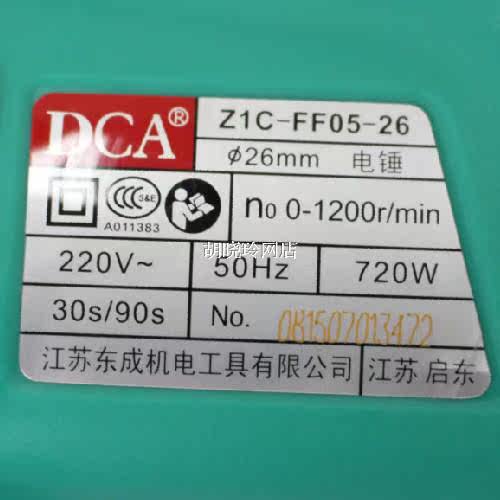 DCA®
Z1C-FF05-26
φ26mm 电锤
CCC S&E
A011383
n0 0-1200r/min
胡晓玲网店
220V~ 50Hz 720W
30s/90s No. 081507013472
江苏东成机电工具有限公司 江苏 启东